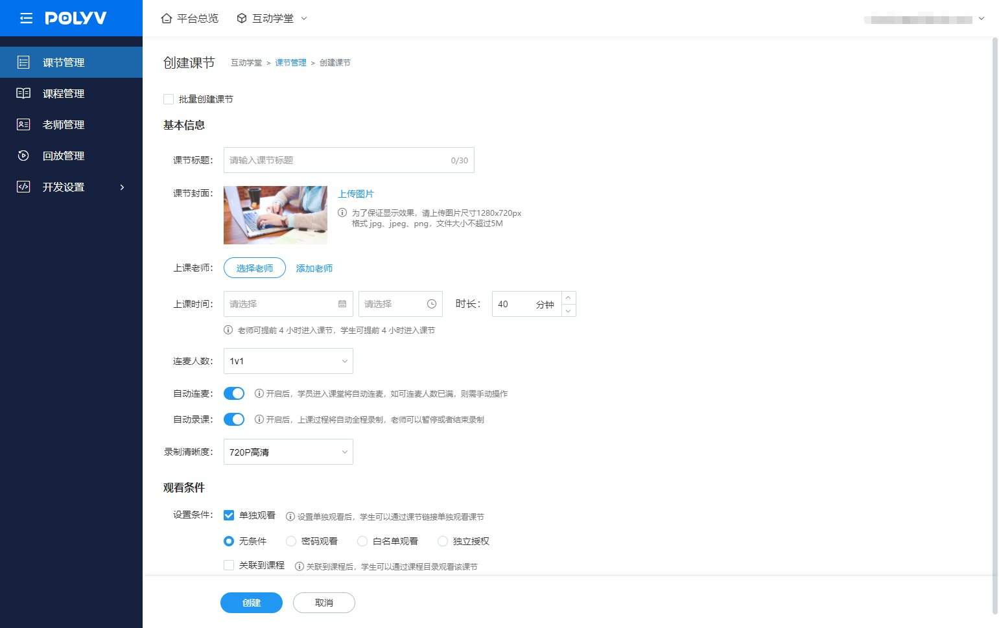 POLYV
平台总览
互动学堂
课节管理
课程管理
老师管理
回放管理
开发设置
创建课节
互动学堂 > 课节管理 > 创建课节
批量创建课节
基本信息
课节标题： 请输入课节标题 0/30
课节封面： 上传图片
为了保证显示效果，请上传图片尺寸1280x720px
格式 jpg、jpeg、png，文件大小不超过5M
上课老师： 选择老师 添加老师
上课时间： 请选择 请选择 时长： 40 分钟
老师可提前 4 小时进入课节，学生可提前 4 小时进入课节
连麦人数： 1v1
自动连麦： 开启后，学员进入课堂将自动连麦，如可连麦人数已满，则需手动操作
自动录课： 开启后，上课过程将自动全程录制，老师可以暂停或者结束录制
录制清晰度： 720P高清
观看条件
设置条件： 单独观看 设置单独观看后，学生可以通过课节链接单独观看课节
无条件 密码观看 白名单观看 独立授权
关联到课程 关联到课程后，学生可以通过课程目录观看该课节
创建 取消